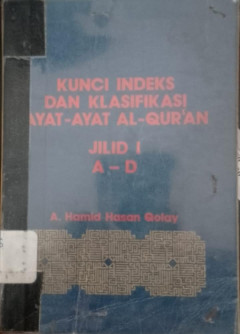 KUNCI INDEKS
DAN KLASIFIKASI
AYAT-AYAT AL-QUR'AN
JILID I
A - D
A. Hamid Hasan Qolay